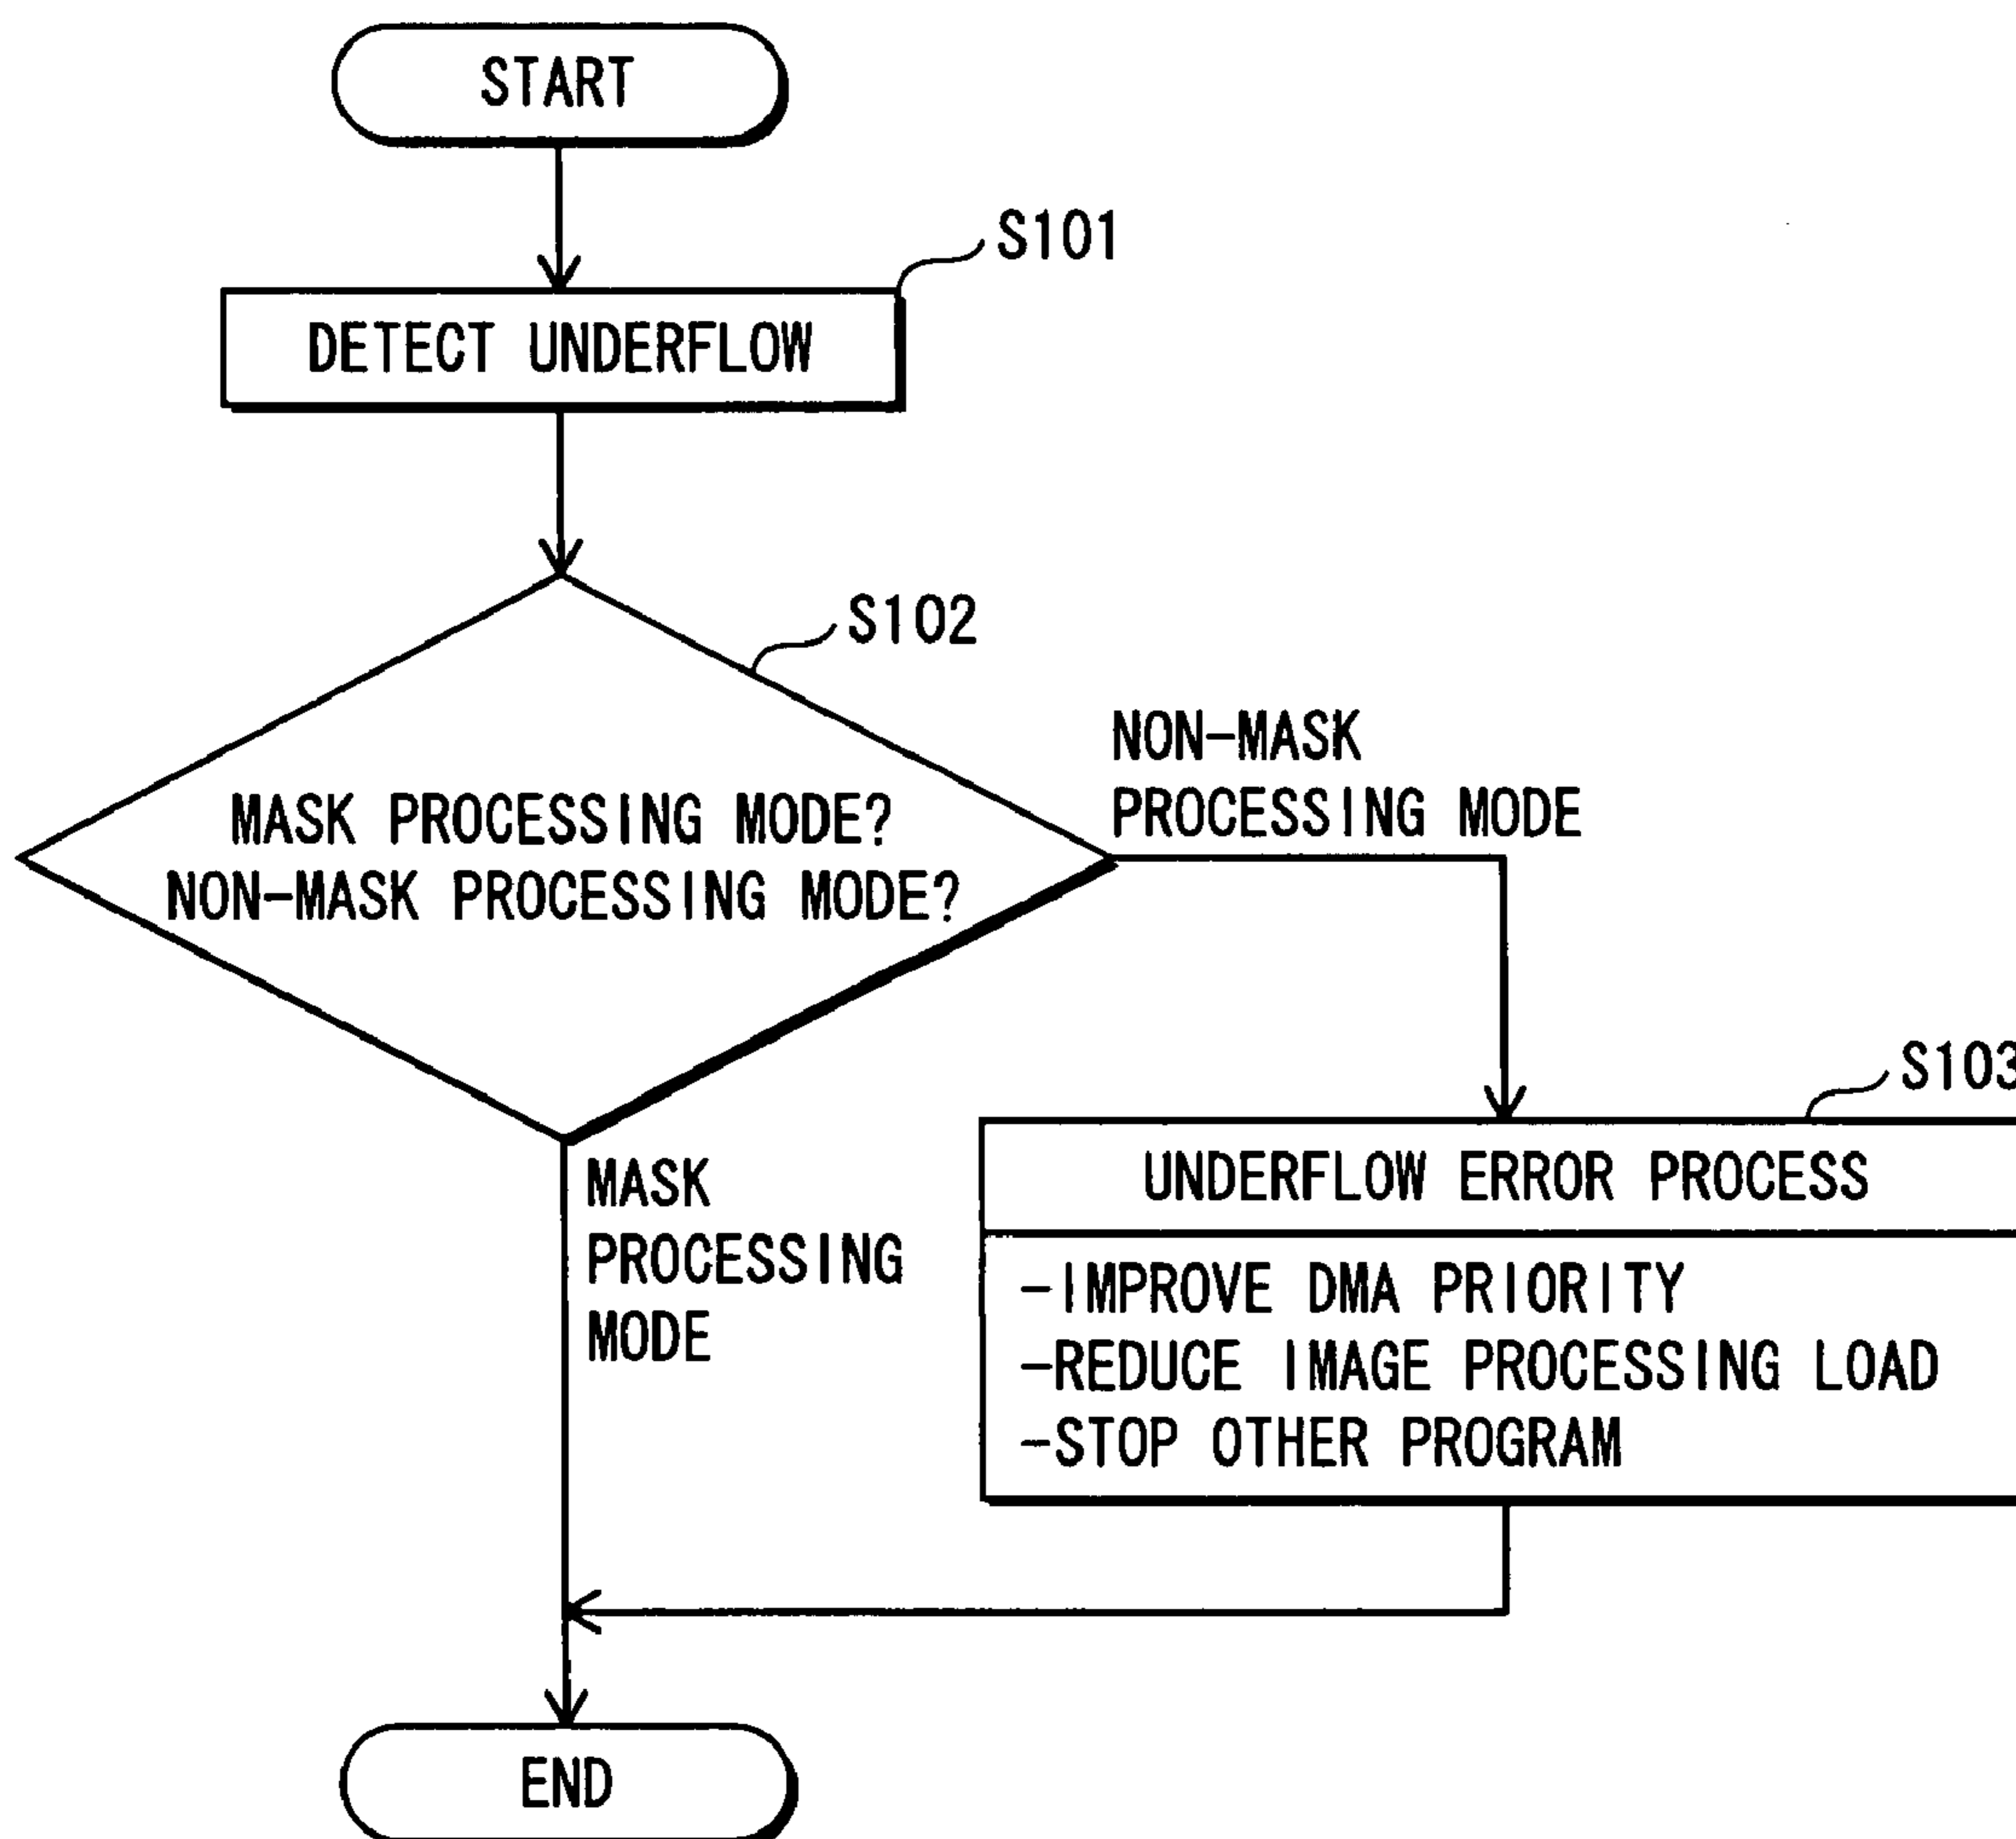 START
S101
DETECT UNDERFLOW
S102
NON-MASK
PROCESSING MODE
MASK PROCESSING MODE?
NON-MASK PROCESSING MODE?
S103
MASK
PROCESSING
MODE
UNDERFLOW ERROR PROCESS
-IMPROVE DMA PRIORITY
-REDUCE IMAGE PROCESSING LOAD
-STOP OTHER PROGRAM
END